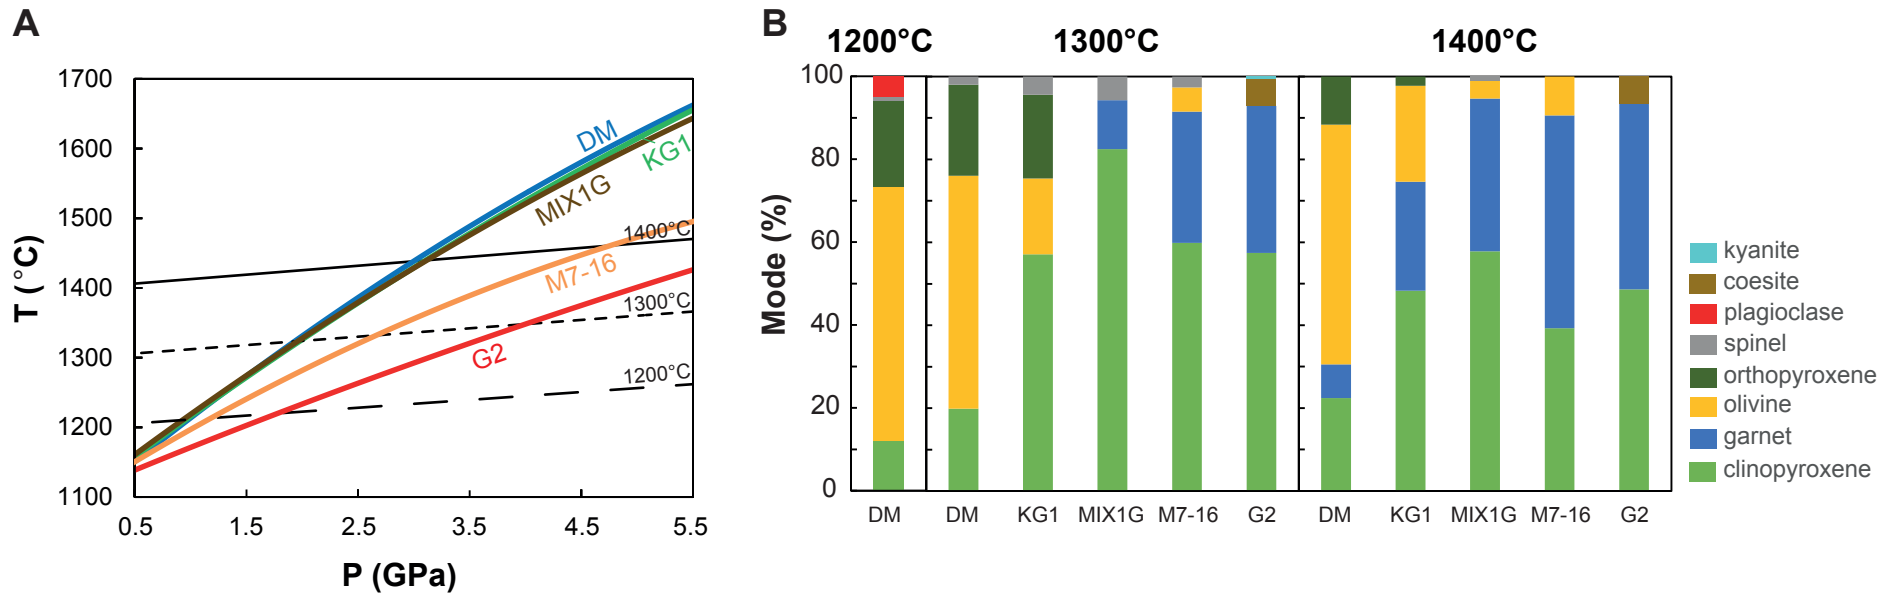 A
1700
1600
1500
1400
1300
1200
1100
0.5
1.5
2.5
3.5
4.5
5.5
T (°C)
P (GPa)
DM
KG1
MIX1G
1400°C
M7-16
1300°C
G2
1200°C
B
1200°C
1300°C
1400°C
100
80
60
40
20
0
Mode (%)
DM
DM
KG1
MIX1G
M7-16
G2
DM
KG1
MIX1G
M7-16
G2
kyanite
coesite
plagioclase
spinel
orthopyroxene
olivine
garnet
clinopyroxene